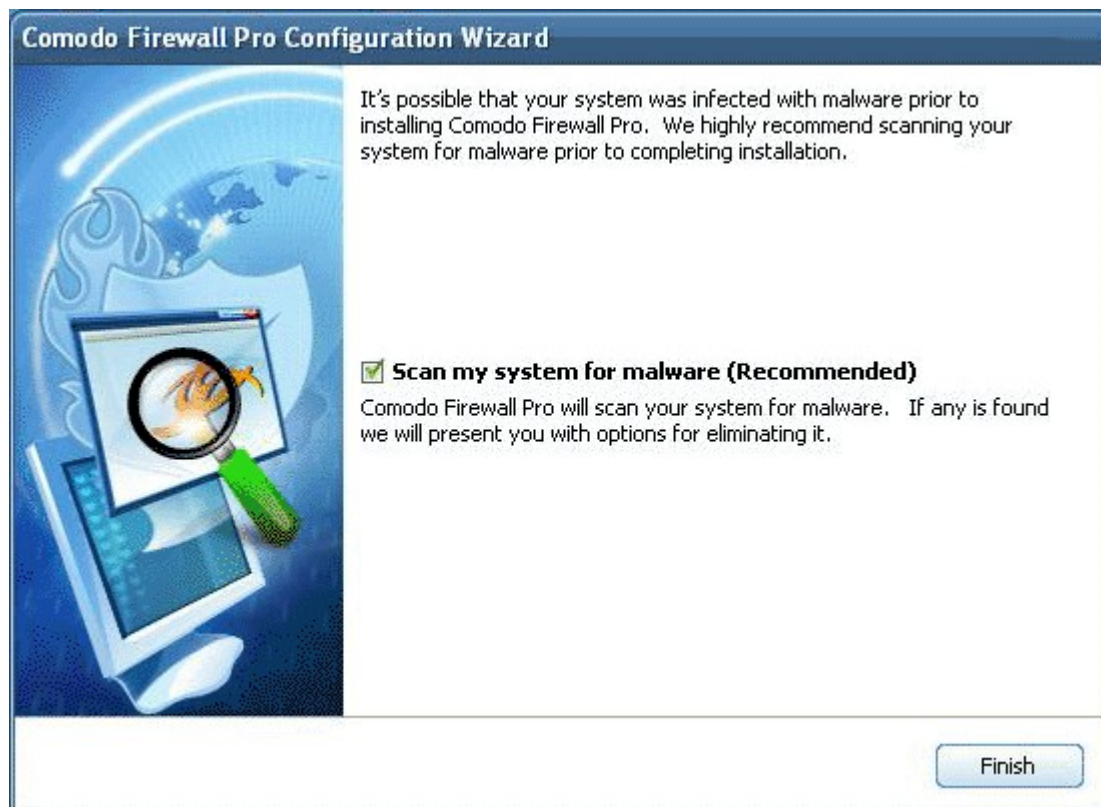 Comodo Firewall Pro Configuration Wizard
It's possible that your system was infected with malware prior to
installing Comodo Firewall Pro. We highly recommend scanning your
system for malware prior to completing installation.
Scan my system for malware (Recommended)
Comodo Firewall Pro will scan your system for malware. If any is found
we will present you with options for eliminating it.
Finish